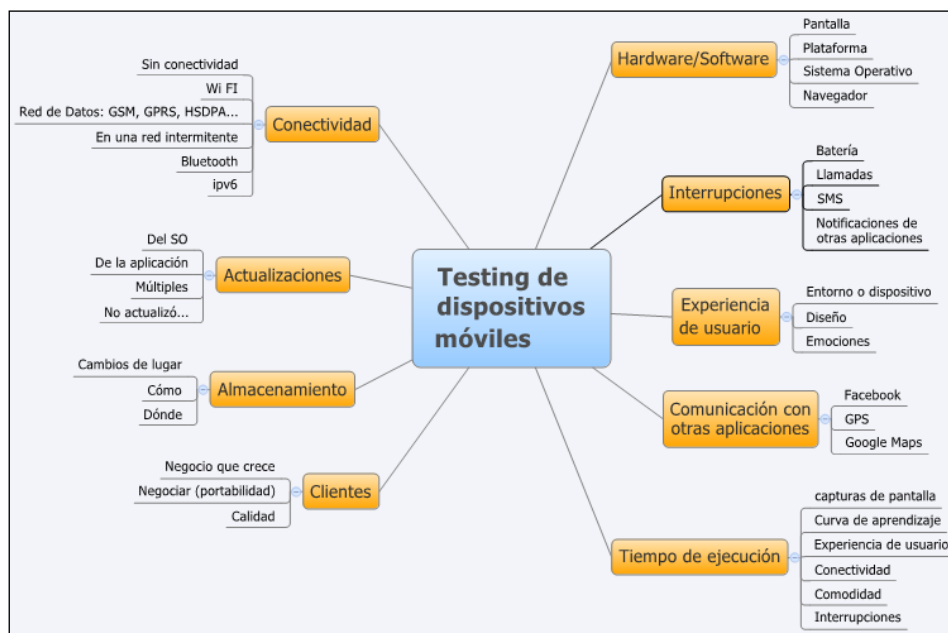 Testing de
dispositivos
móviles
Conectividad
Sin conectividad
Wi FI
Red de Datos: GSM, GPRS, HSDPA...
En una red intermitente
Bluetooth
ipv6
Actualizaciones
Del SO
De la aplicación
Múltiples
No actualizó...
Almacenamiento
Cambios de lugar
Cómo
Dónde
Clientes
Negocio que crece
Negociar (portabilidad)
Calidad
Hardware/Software
Pantalla
Plataforma
Sistema Operativo
Navegador
Interrupciones
Batería
Llamadas
SMS
Notificaciones de
otras aplicaciones
Experiencia
de usuario
Entorno o dispositivo
Diseño
Emociones
Comunicación con
otras aplicaciones
Facebook
GPS
Google Maps
Tiempo de ejecución
capturas de pantalla
Curva de aprendizaje
Experiencia de usuario
Conectividad
Comodidad
Interrupciones